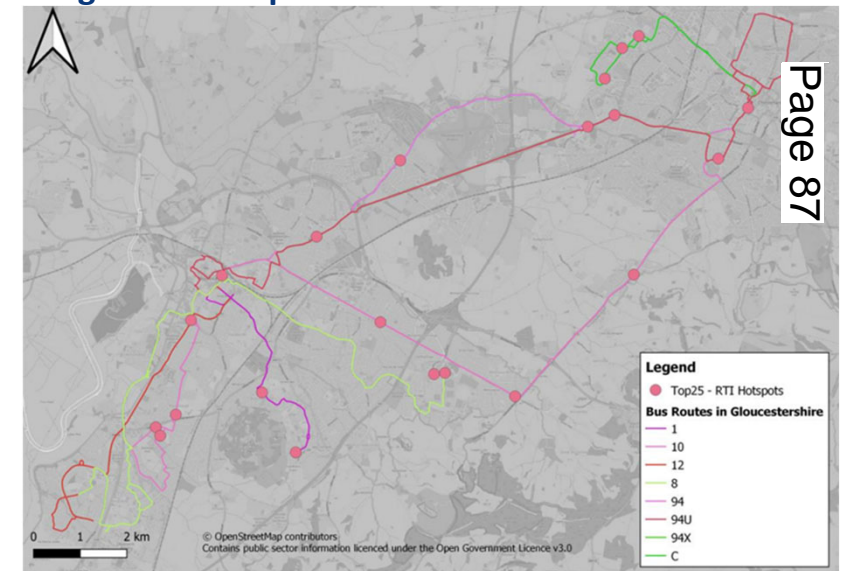 Page 87
Legend
Top25 - RTI Hotspots
Bus Routes in Gloucestershire
1
10
12
8
94
94U
94X
C
0 1 2 km
© OpenStreetMap contributors
Contains public sector information licenced under the Open Government Licence v3.0